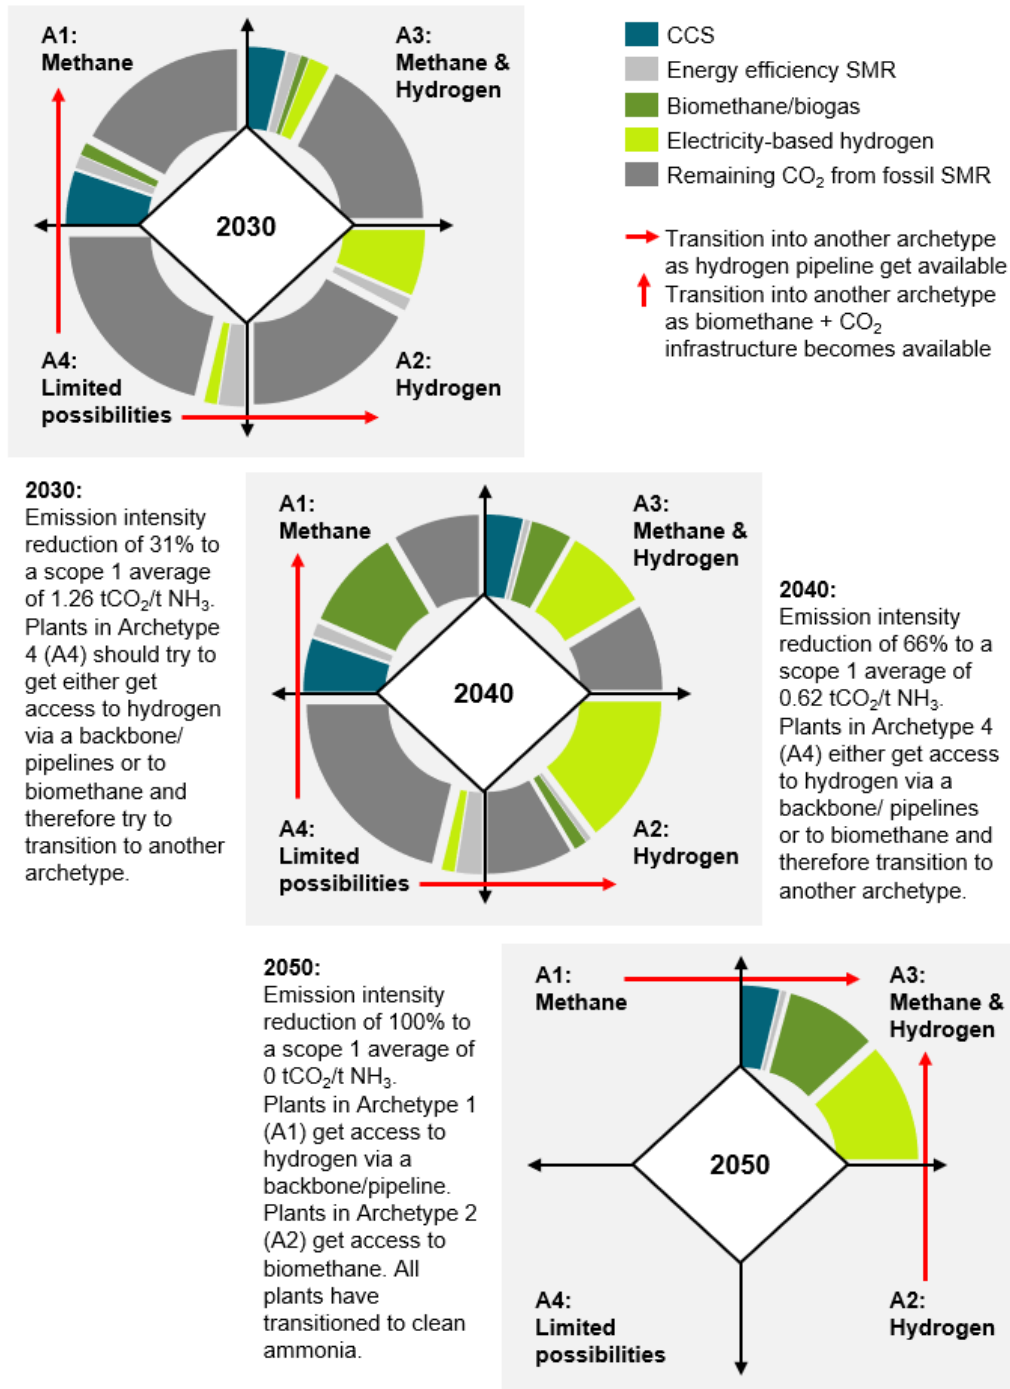 A1:
Methane
A3:
Methane &
Hydrogen
2030
A4:
Limited
possibilities
A2:
Hydrogen
CCS
Energy efficiency SMR
Biomethane/biogas
Electricity-based hydrogen
Remaining CO₂ from fossil SMR
Transition into another archetype
as hydrogen pipeline get available
Transition into another archetype
as biomethane + CO₂
infrastructure becomes available
2030:
Emission intensity
reduction of 31% to
a scope 1 average
of 1.26 tCO₂/t NH₃.
Plants in Archetype
4 (A4) should try to
get either get
access to hydrogen
via a backbone/
pipelines or to
biomethane and
therefore try to
transition to another
archetype.
A1:
Methane
A3:
Methane &
Hydrogen
2040
A4:
Limited
possibilities
A2:
Hydrogen
2040:
Emission intensity
reduction of 66% to a
scope 1 average of
0.62 tCO₂/t NH₃.
Plants in Archetype 4
(A4) either get access
to hydrogen via a
backbone/ pipelines
or to biomethane and
therefore transition to
another archetype.
2050:
Emission intensity
reduction of 100% to
a scope 1 average of
0 tCO₂/t NH₃.
Plants in Archetype 1
(A1) get access to
hydrogen via a
backbone/pipeline.
Plants in Archetype 2
(A2) get access to
biomethane. All
plants have
transitioned to clean
ammonia.
A1:
Methane
A3:
Methane &
Hydrogen
2050
A4:
Limited
possibilities
A2:
Hydrogen